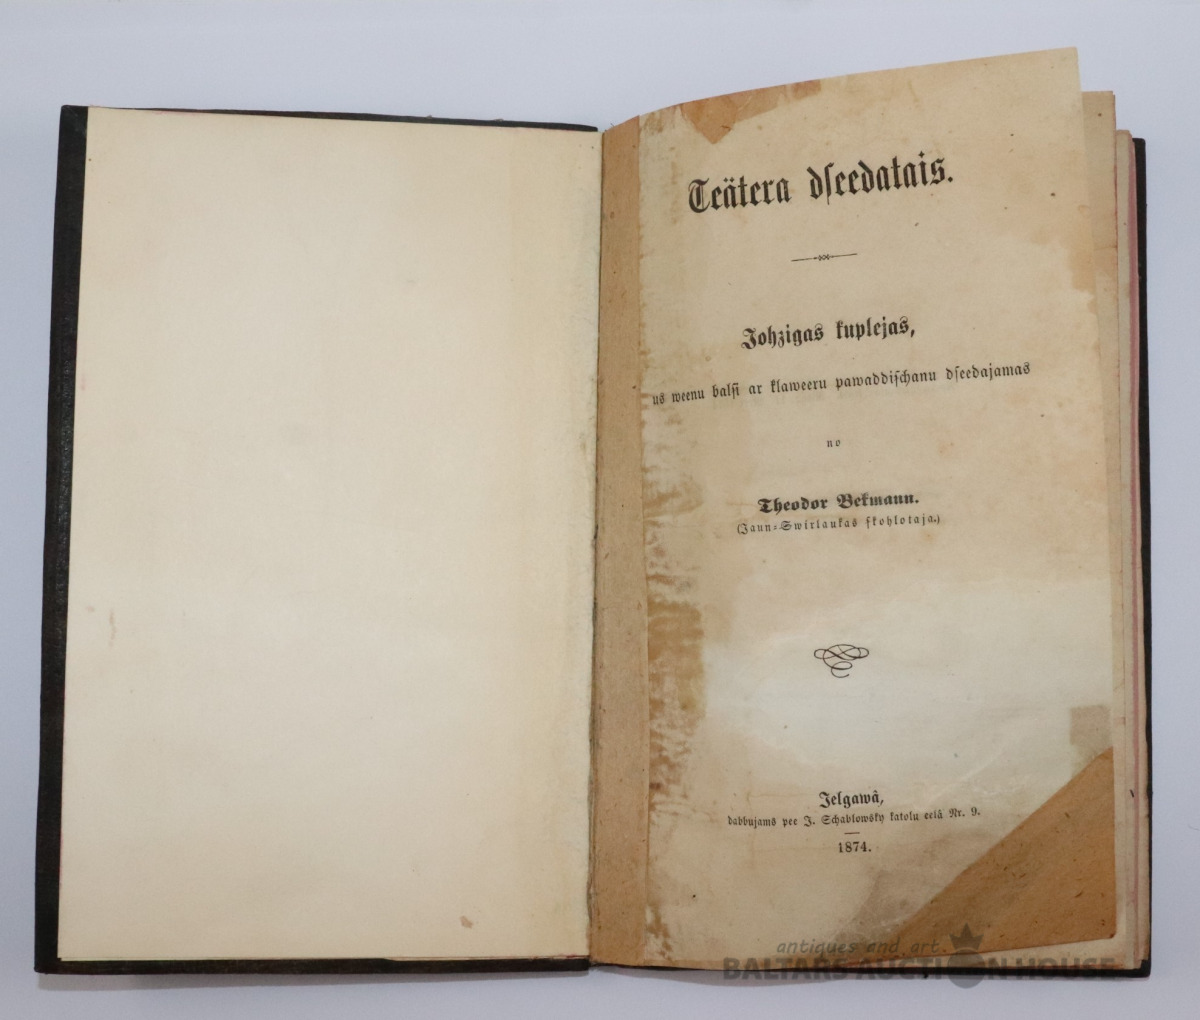 Teätera dſeedatais.
Johzigas kuplejas,
us weenu balſi ar klaweeru pawaddiſchanu dſeedajamas
no
Theodor Bekmann.
(Jaun-Swirlaukas ſkohlotaja.)
Jelgawâ,
dabbujams pee J. Schablowsky katolu eelâ Nr. 9.
1874.
antiques and art
BALTARS AUCTION HOUSE